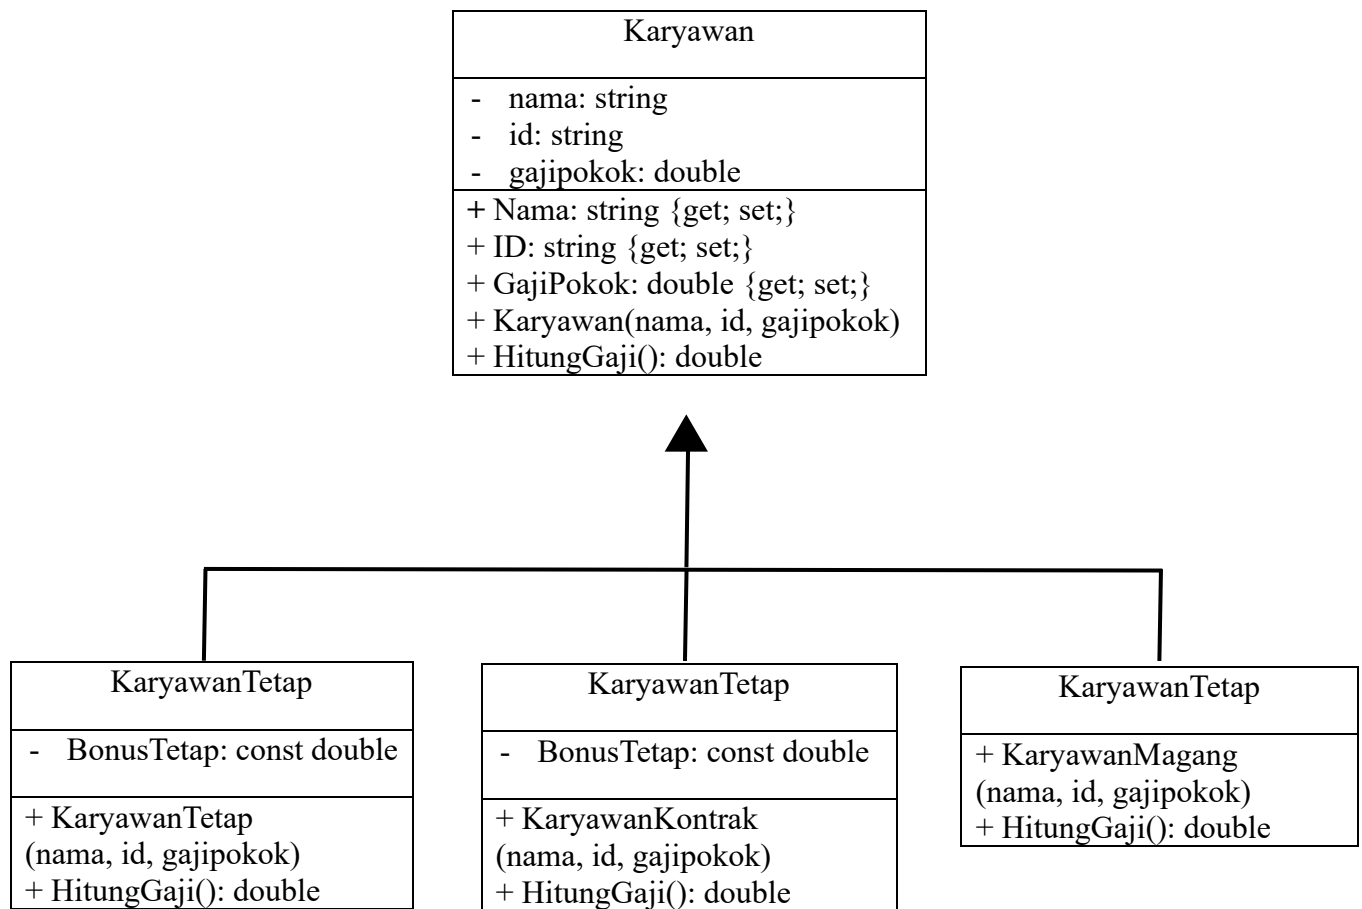 Karyawan
- nama: string
- id: string
- gajipokok: double
+ Nama: string {get; set;}
+ ID: string {get; set;}
+ GajiPokok: double {get; set;}
+ Karyawan(nama, id, gajipokok)
+ HitungGaji(): double
KaryawanTetap
- BonusTetap: const double
+ KaryawanTetap
(nama, id, gajipokok)
+ HitungGaji(): double
KaryawanTetap
- BonusTetap: const double
+ KaryawanKontrak
(nama, id, gajipokok)
+ HitungGaji(): double
KaryawanTetap
+ KaryawanMagang
(nama, id, gajipokok)
+ HitungGaji(): double